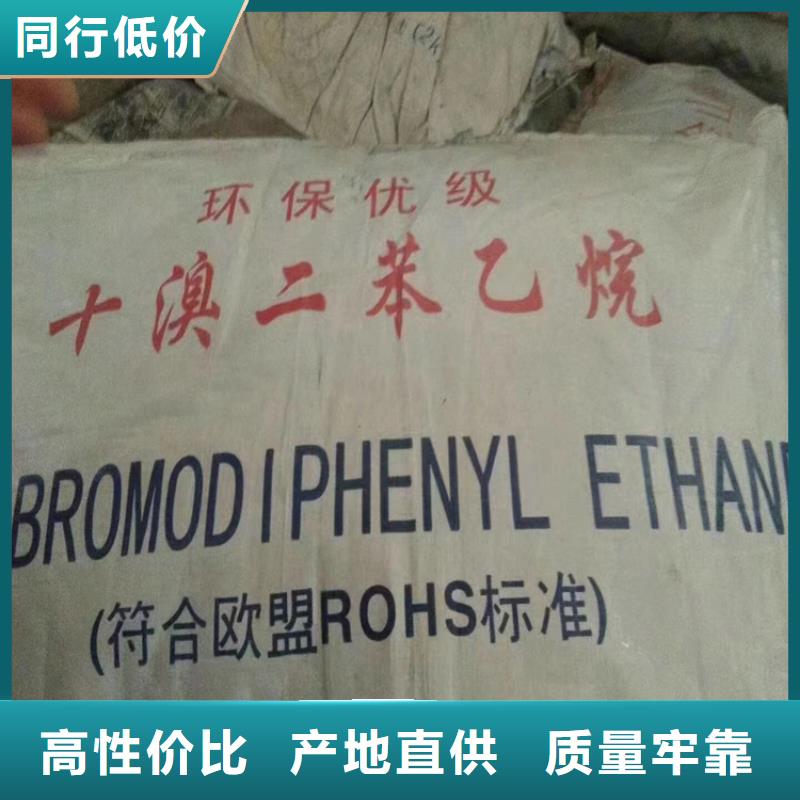 同行低价
环保优级
十溴二苯乙烷
BROMODIPHENYL ETHAN
(符合欧盟ROHS标准)
高性价比 产地直供 质量牢靠